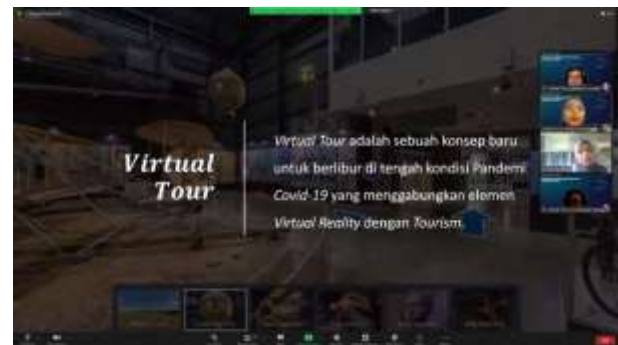 Virtual
Tour
Virtual Tour adalah sebuah konsep baru
untuk berlibur di tengah kondisi Pandemi
Covid-19 yang menggabungkan elemen
Virtual Reality dengan Tourism